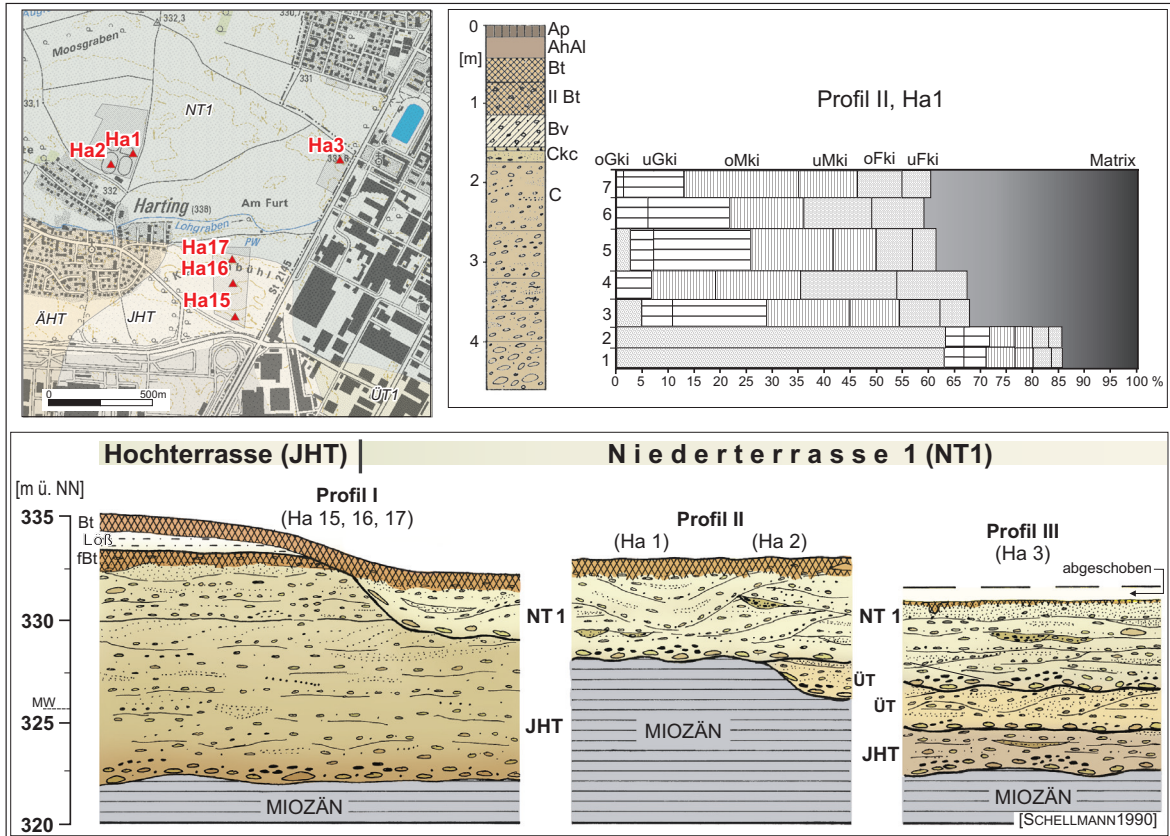 332,3
330,7
Moosgraben
NT1
331
33,1
Ha1
Ha2
Ha3
332
Harting (338)
Am Furt
Lohgraben
PW
Ha17
Ha16
Ha15
St 2145
ÄHT
JHT
ÜT1
0 500m
0
[m]
1
2
3
4
Ap
AhAl
Bt
II Bt
Bv
Ckc
C
Profil II, Ha1
oGki uGki oMki uMki oFki uFki Matrix
7
6
5
4
3
2
1
0 5 10 15 20 25 30 35 40 45 50 55 60 65 70 75 80 85 90 95 100 %
Hochterrasse (JHT)
Niederterrasse 1 (NT1)
[m ü. NN]
335
330
MW
325
320
Profil I
(Ha 15, 16, 17)
Bt
Löß
fBt
NT 1
JHT
MIOZÄN
Profil II
(Ha 1) (Ha 2)
ÜT
MIOZÄN
Profil III
(Ha 3)
abgeschoben
NT 1
ÜT
JHT
MIOZÄN
[SCHELLMANN1990]